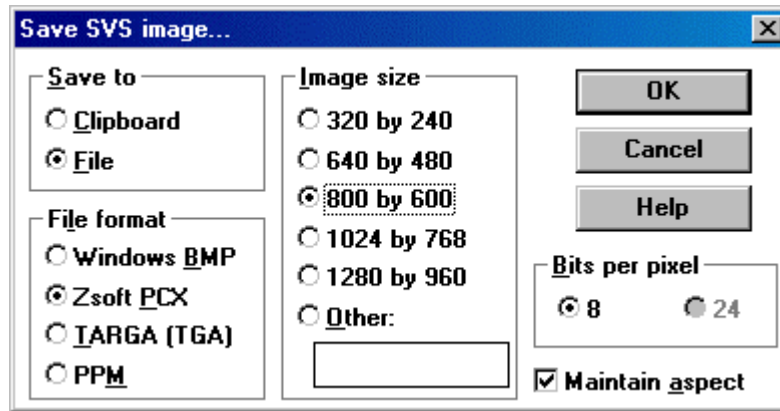 Save SVS image...
Save to
Clipboard
File
File format
Windows BMP
Zsoft PCX
TARGA (TGA)
PPM
Image size
320 by 240
640 by 480
800 by 600
1024 by 768
1280 by 960
Other:
OK
Cancel
Help
Bits per pixel
8 24
Maintain aspect